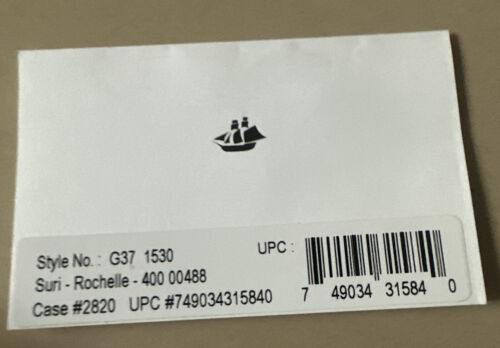 Style No. : G37 1530 UPC :
Suri - Rochelle - 400 00488
Case #2820 UPC #749034315840
7 49034 31584 0